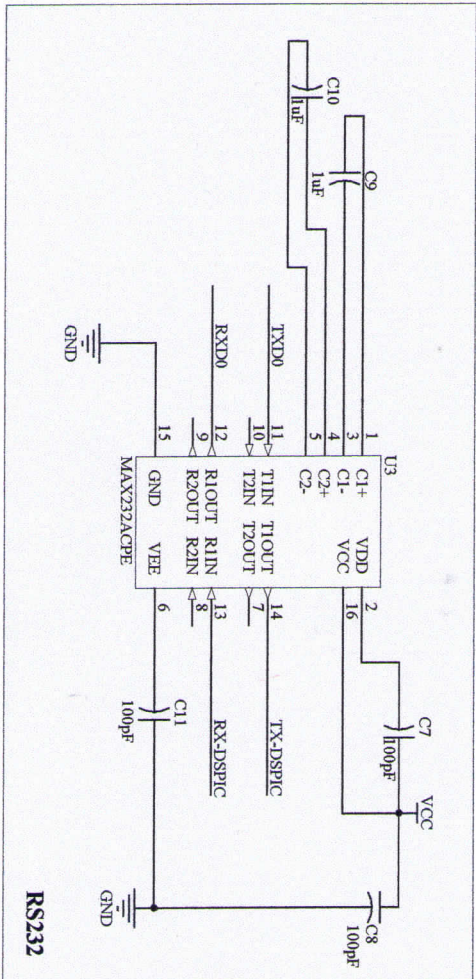 C10
1uF
C9
1uF
U3
1
3
4
5
C1+
C1-
C2+
C2-
VDD
VCC
2
16
C7
100pF
VCC
C8
100pF
TXD0
11
10
T1IN
T2IN
T1OUT
T2OUT
14
7
TX-DSPIC
RXD0
12
9
R1OUT
R2OUT
R1IN
R2IN
13
8
RX-DSPIC
15
GND
VEE
6
MAX232ACPE
GND
C11
100pF
GND
RS232